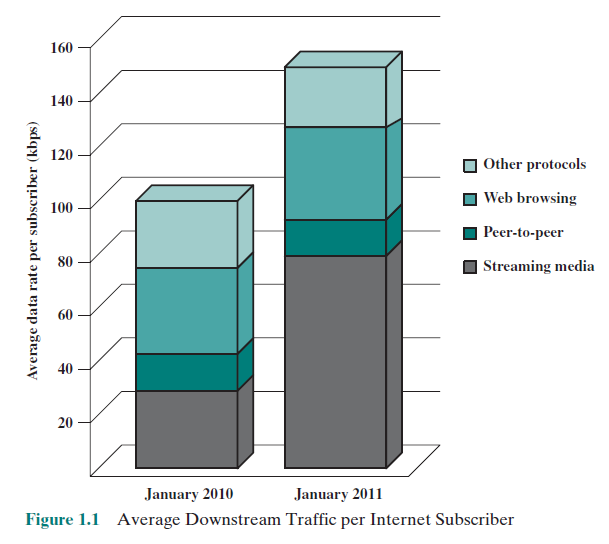 Average data rate per subscriber (kbps)
160
140
120
100
80
60
40
20
Other protocols
Web browsing
Peer-to-peer
Streaming media
January 2010 January 2011
Figure 1.1 Average Downstream Traffic per Internet Subscriber